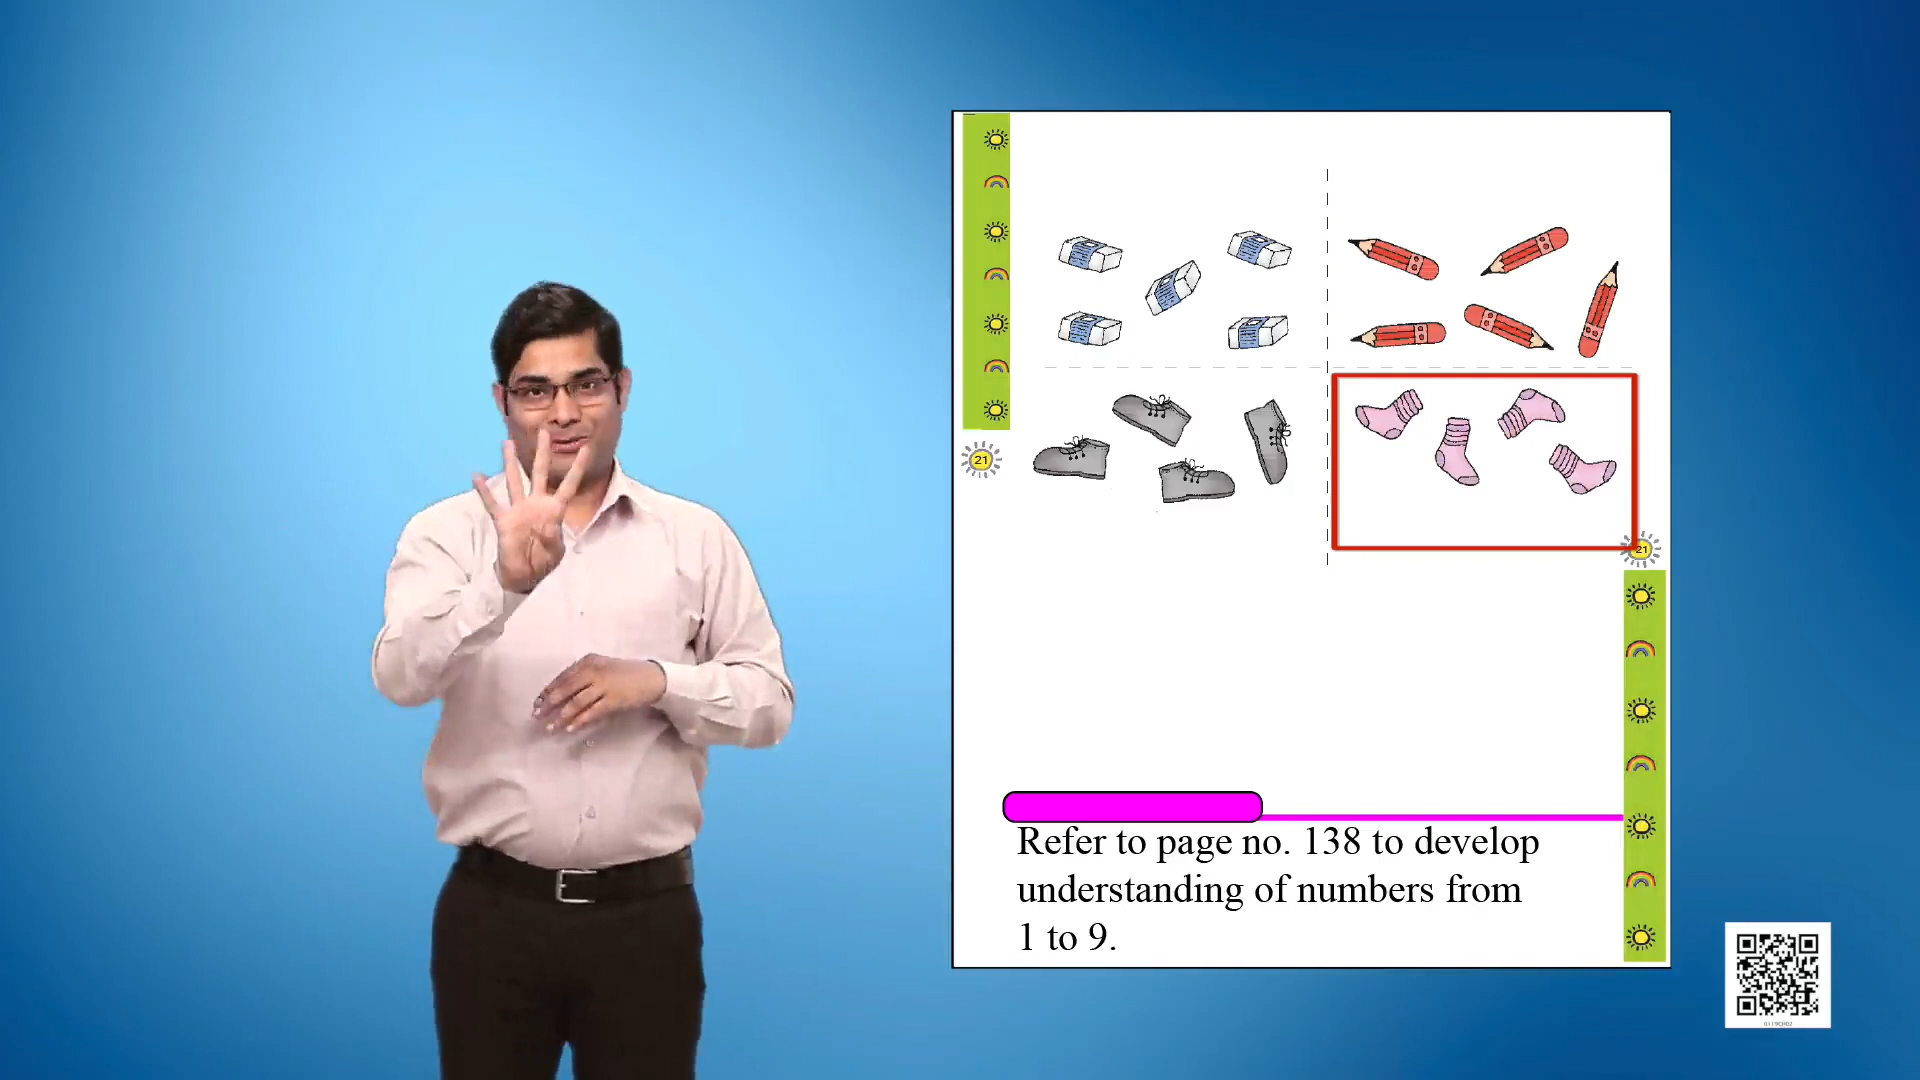 21
21
Refer to page no. 138 to develop
understanding of numbers from
1 to 9.